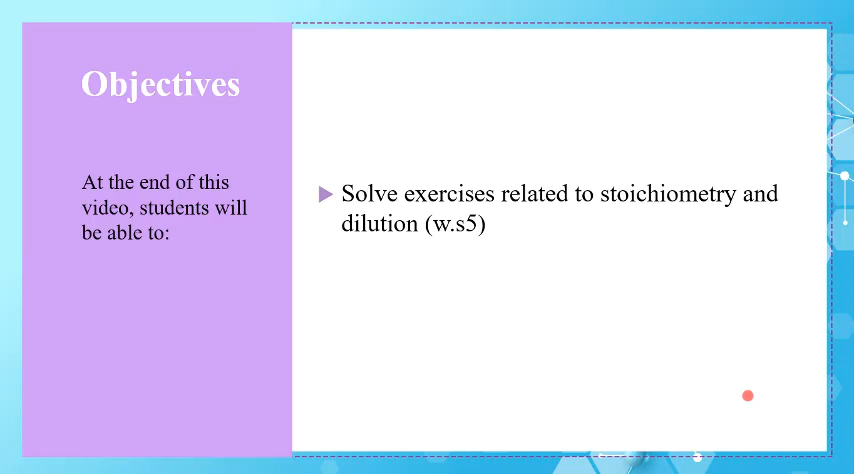 Objectives
At the end of this
video, students will
be able to:
Solve exercises related to stoichiometry and
dilution (w.s5)